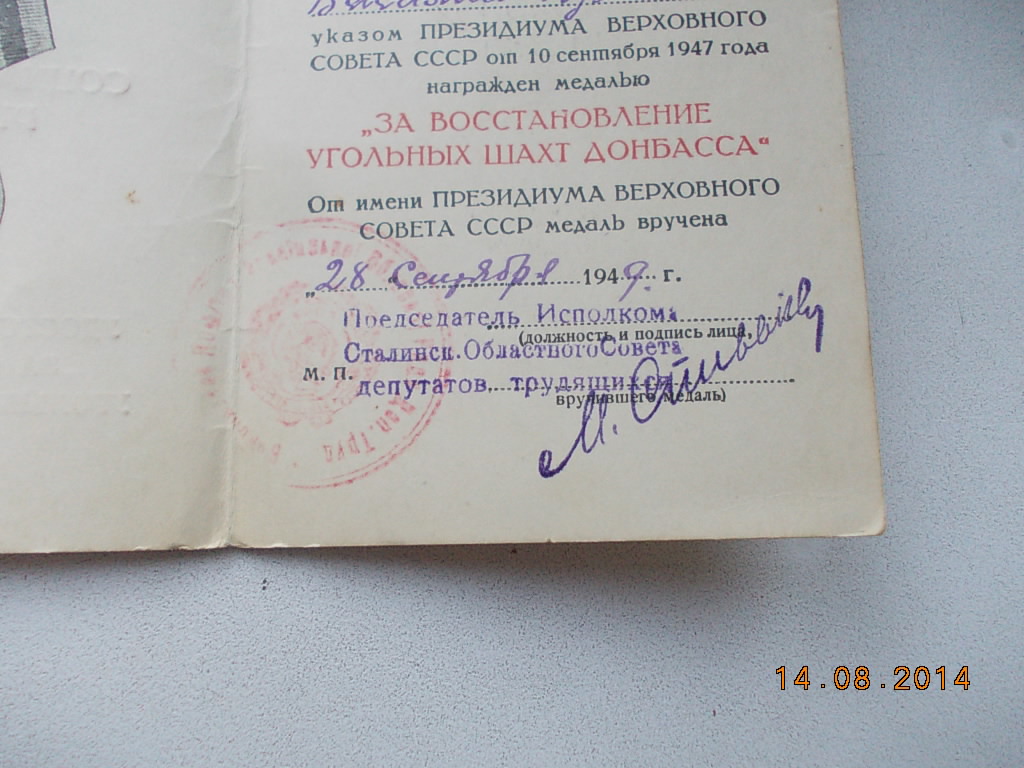 указом ПРЕЗИДИУМА ВЕРХОВНОГО
СОВЕТА СССР от 10 сентября 1947 года
награжден медалью
„ЗА ВОССТАНОВЛЕНИЕ
УГОЛЬНЫХ ШАХТ ДОНБАССА“
От имени ПРЕЗИДИУМА ВЕРХОВНОГО
СОВЕТА СССР медаль вручена
„28 Сентября 1949. г.
Председатель Исполкома
(должность и подпись лица,
Сталинск. Областного Совета
М. П.
депутатов трудящихся
вручившего медаль)
Деп. Труд
14.08.2014